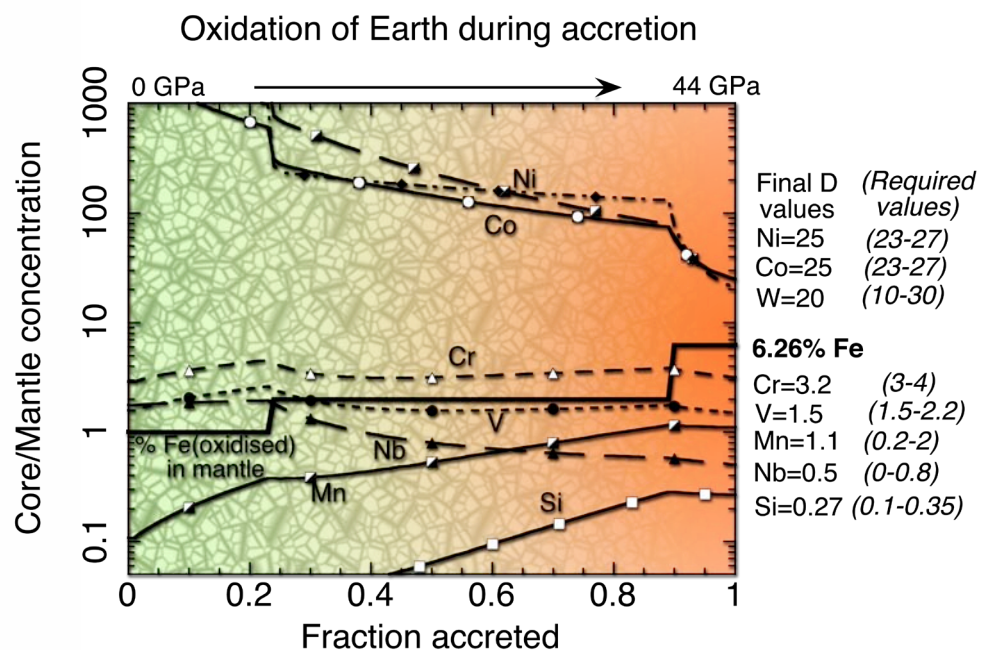 Oxidation of Earth during accretion
0 GPa
44 GPa
Core/Mantle concentration
1000
100
10
1
0.1
Ni
Co
Cr
V
Nb
Mn
Si
% Fe(oxidised)
in mantle
0 0.2 0.4 0.6 0.8 1
Fraction accreted
Final D (Required
values values)
Ni=25 (23-27)
Co=25 (23-27)
W=20 (10-30)
6.26% Fe
Cr=3.2 (3-4)
V=1.5 (1.5-2.2)
Mn=1.1 (0.2-2)
Nb=0.5 (0-0.8)
Si=0.27 (0.1-0.35)